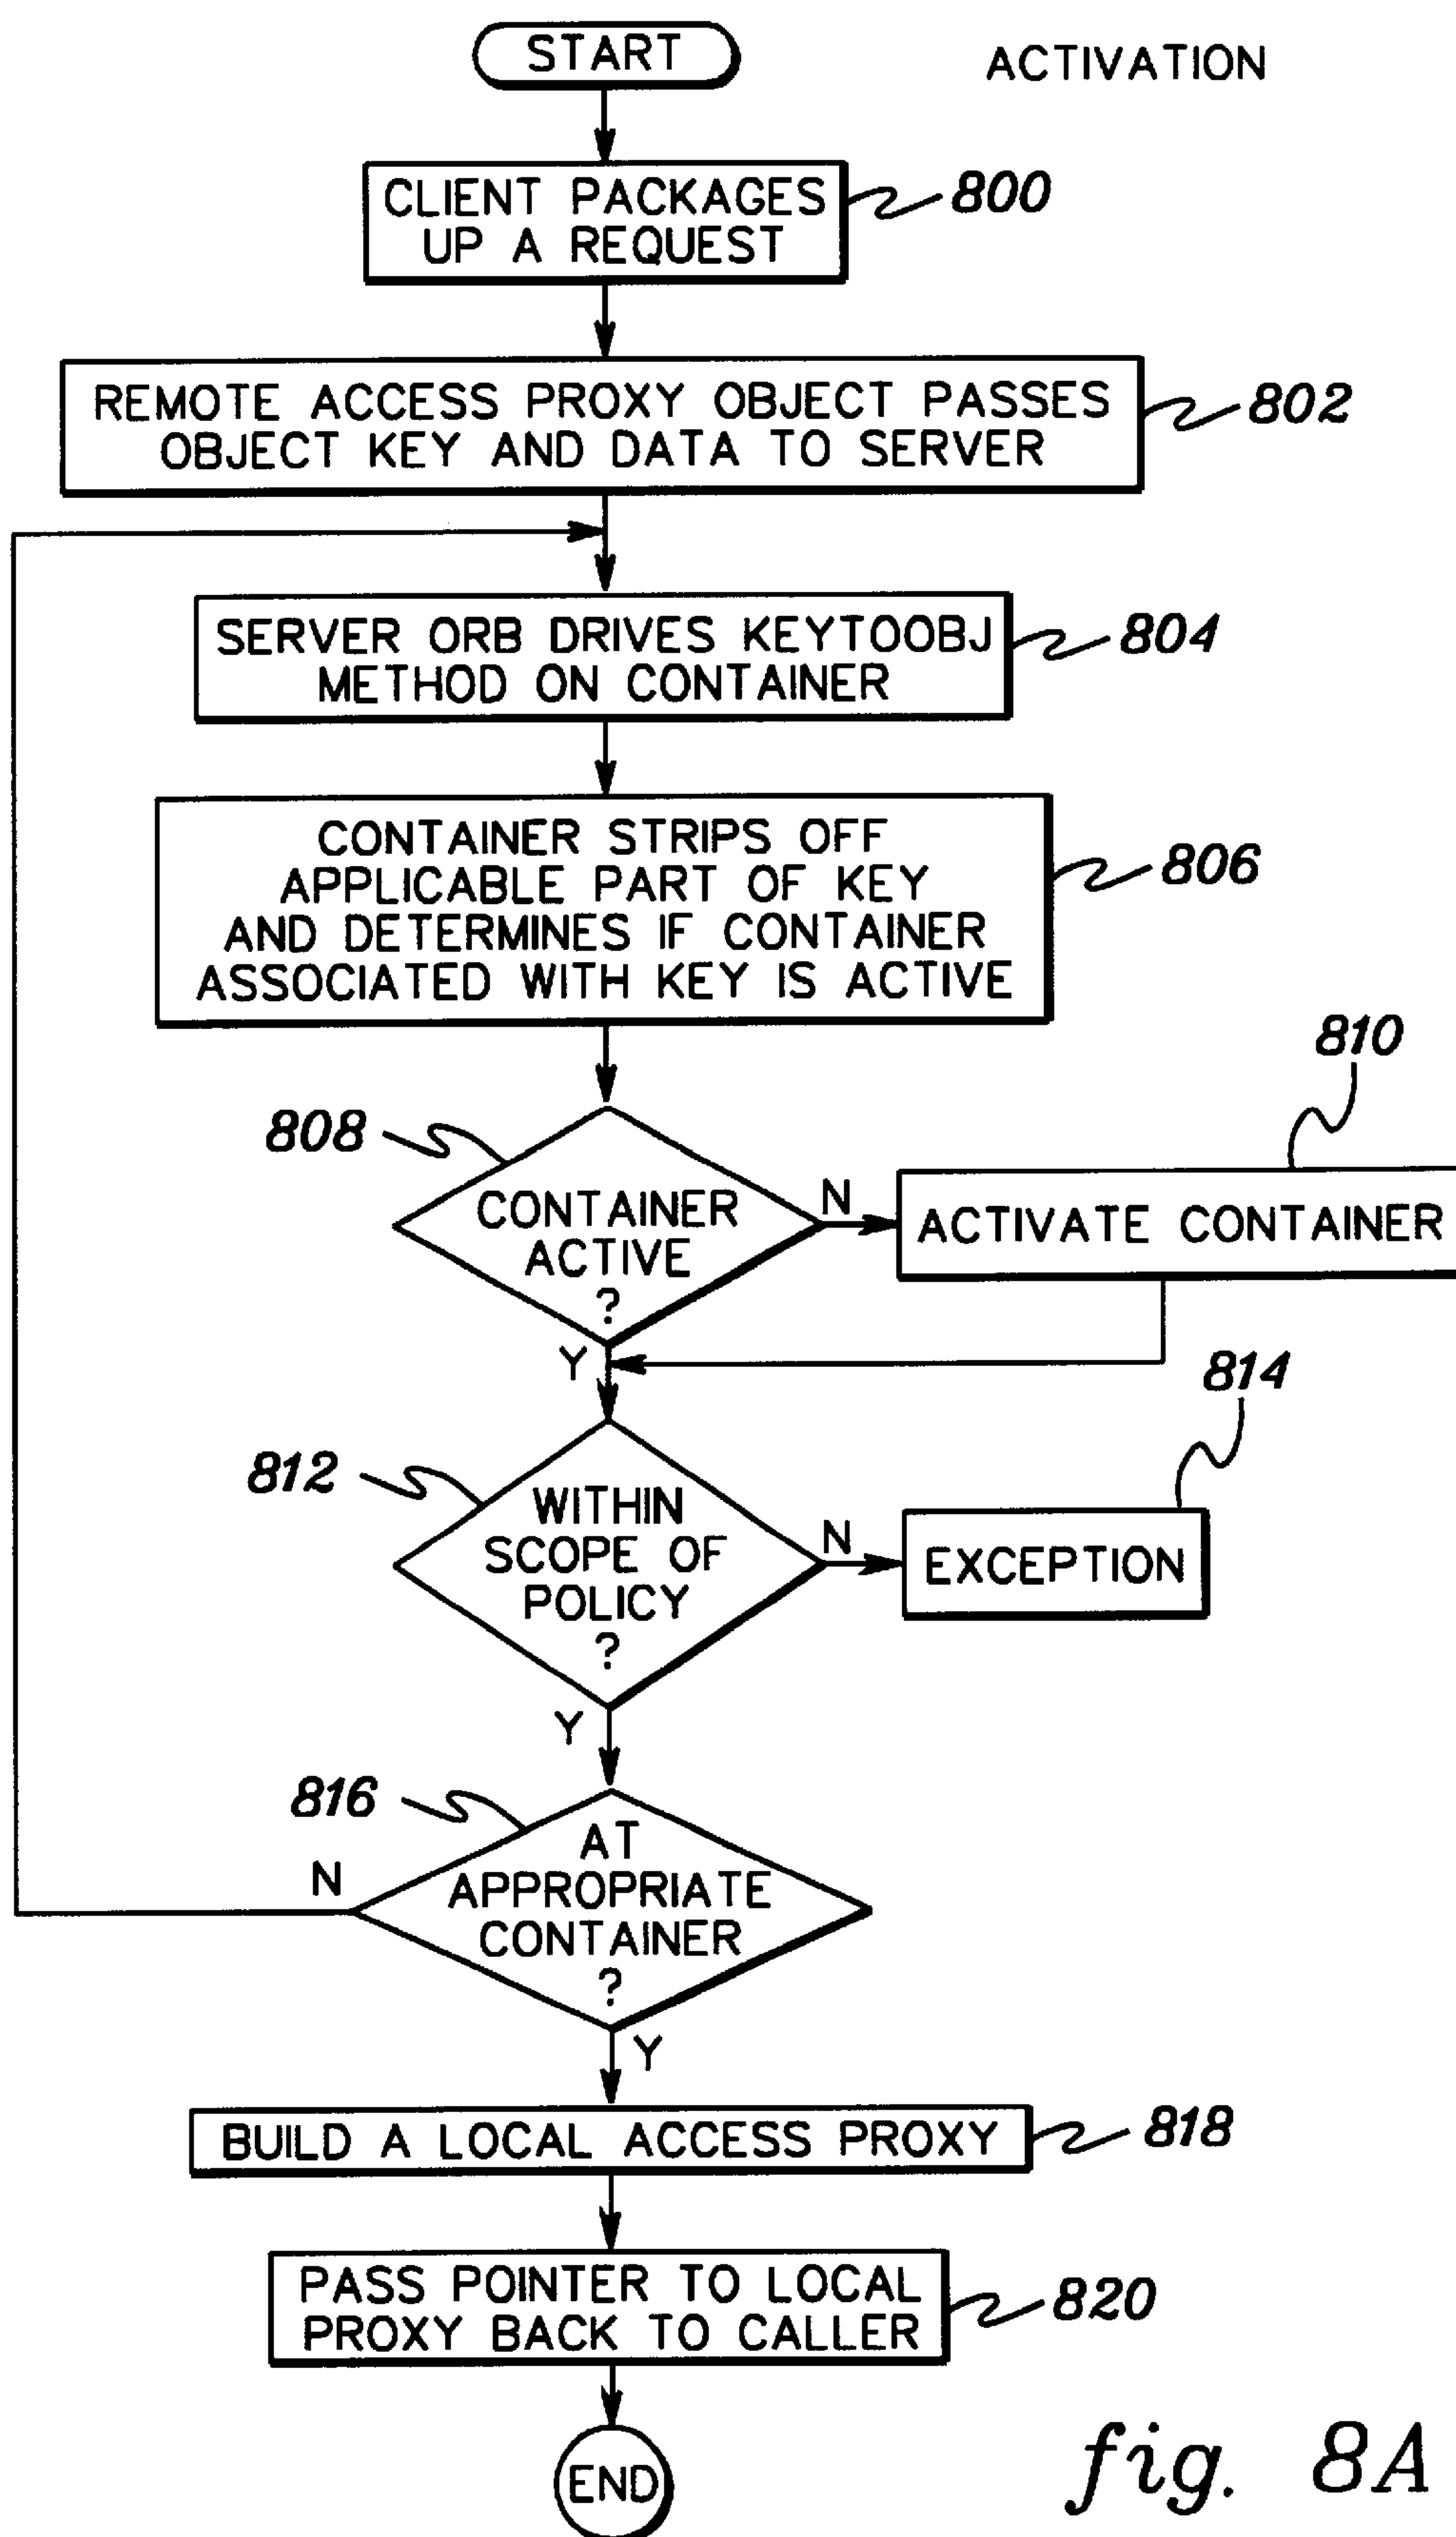 START
ACTIVATION
CLIENT PACKAGES
UP A REQUEST
800
REMOTE ACCESS PROXY OBJECT PASSES
OBJECT KEY AND DATA TO SERVER
802
SERVER ORB DRIVES KEYTOOBJ
METHOD ON CONTAINER
804
CONTAINER STRIPS OFF
APPLICABLE PART OF KEY
AND DETERMINES IF CONTAINER
ASSOCIATED WITH KEY IS ACTIVE
806
808
CONTAINER
ACTIVE
?
N
810
ACTIVATE CONTAINER
Y
812
WITHIN
SCOPE OF
POLICY
?
N
814
EXCEPTION
Y
816
AT
APPROPRIATE
CONTAINER
?
N
Y
BUILD A LOCAL ACCESS PROXY
818
PASS POINTER TO LOCAL
PROXY BACK TO CALLER
820
END
fig. 8A